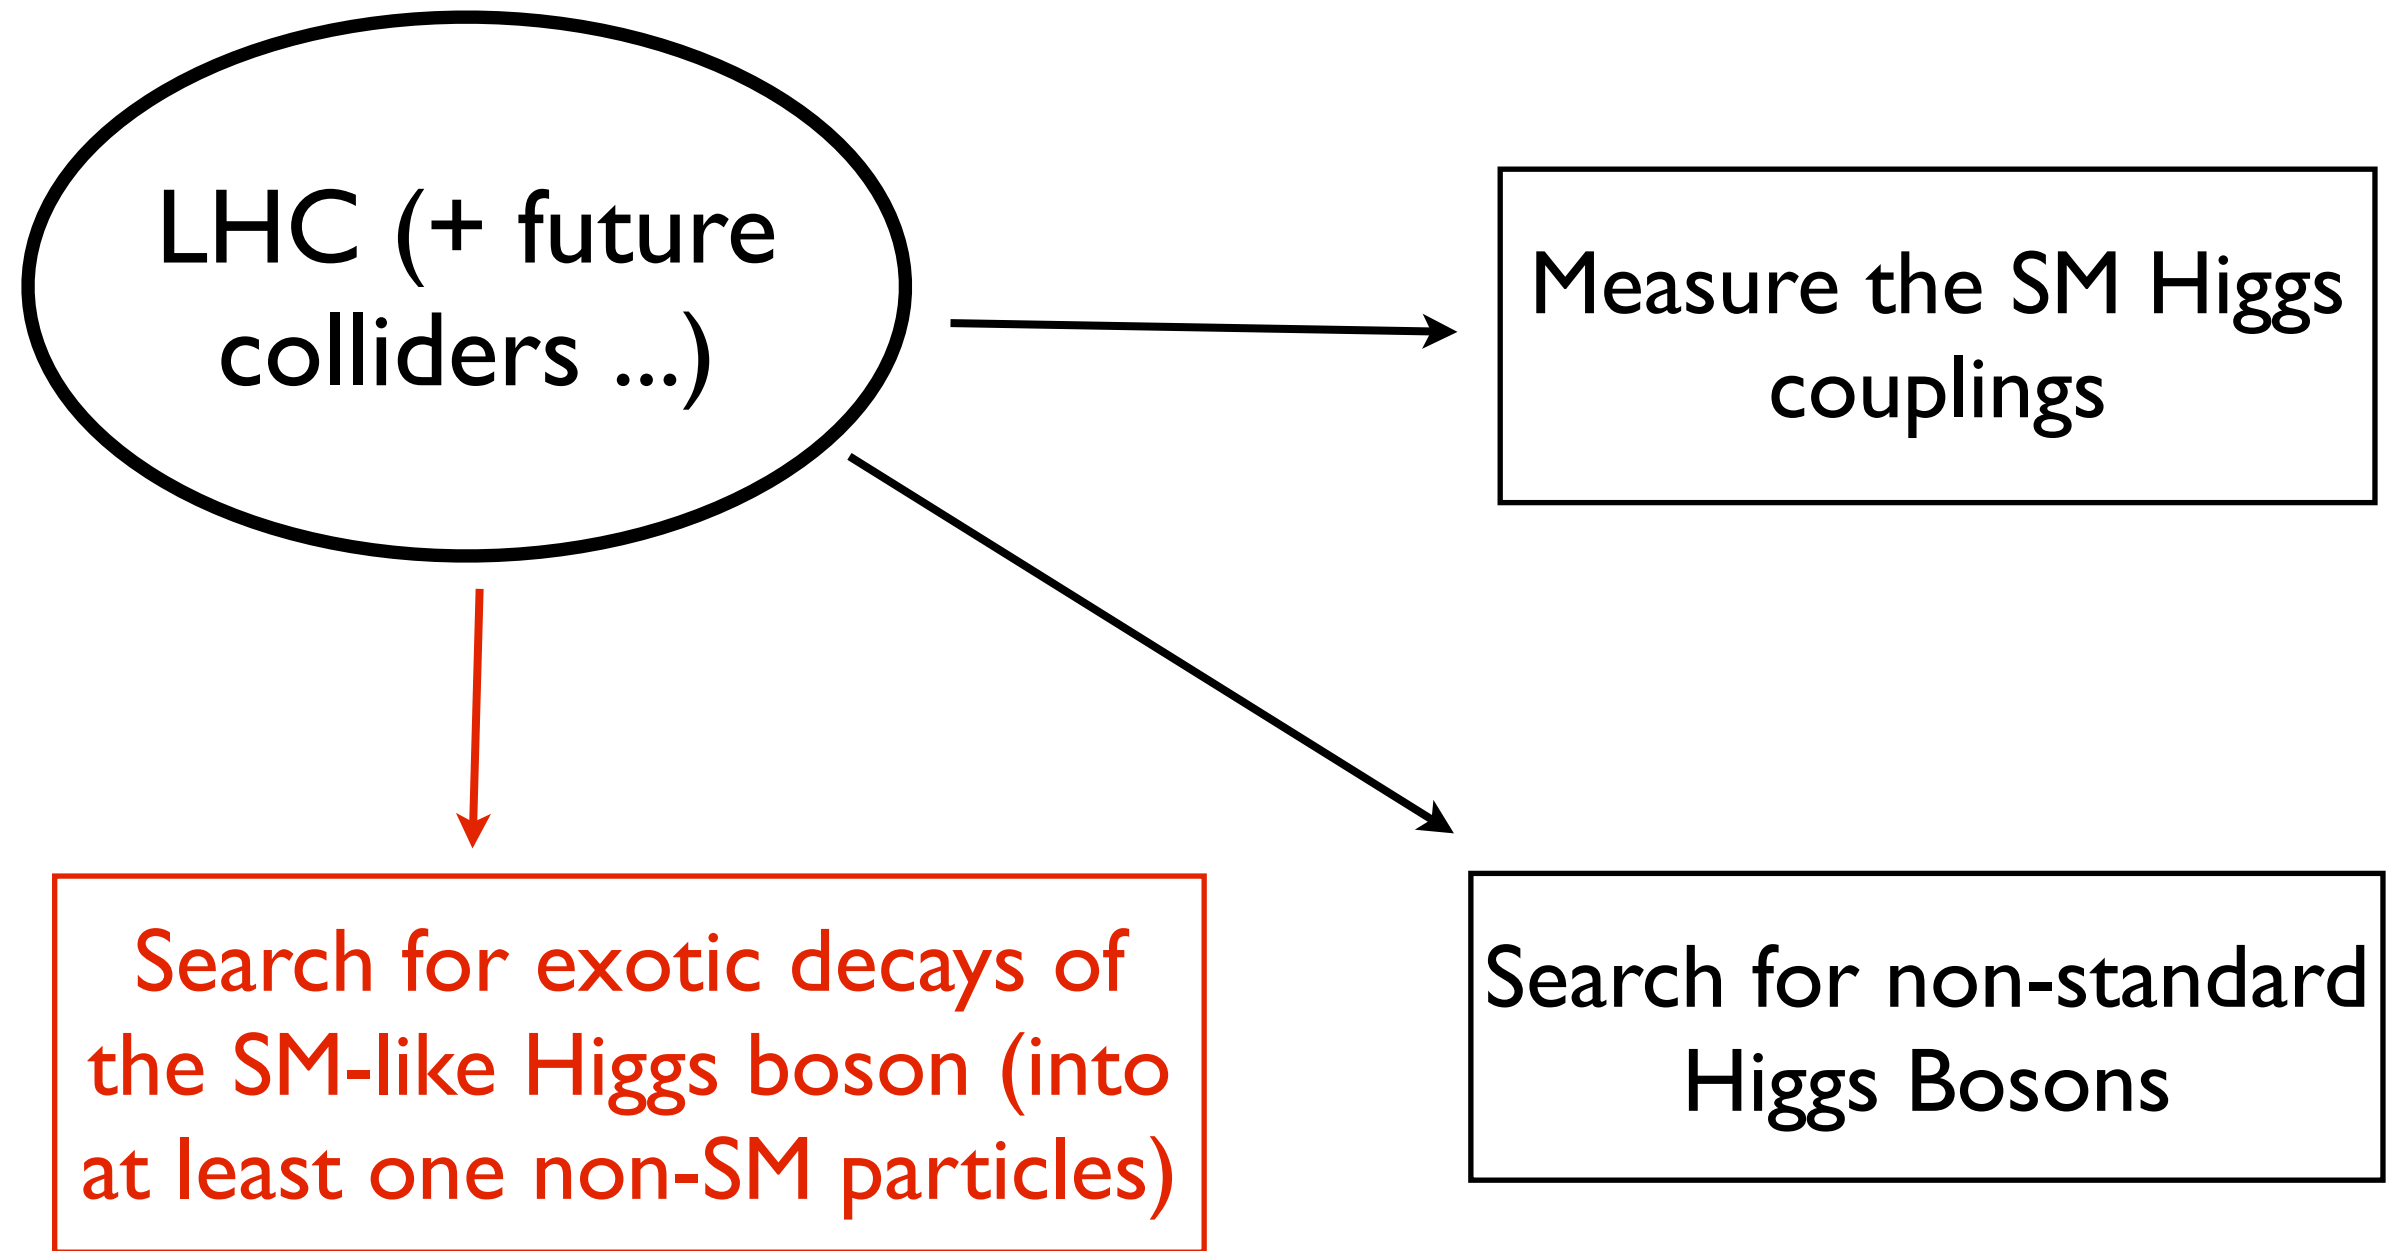 LHC (+ future
colliders ...)
Measure the SM Higgs
couplings
Search for exotic decays of
the SM-like Higgs boson (into
at least one non-SM particles)
Search for non-standard
Higgs Bosons